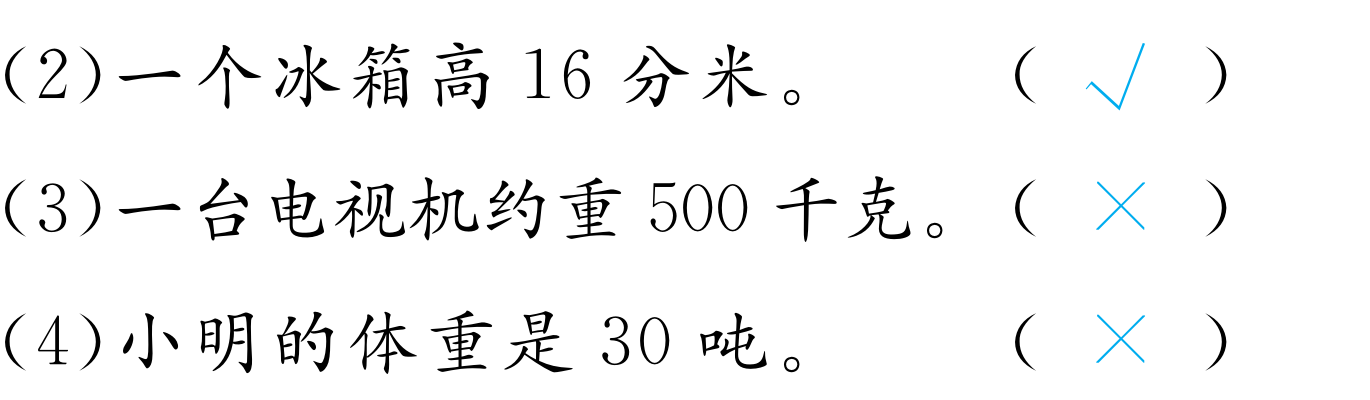 (2)一个冰箱高 16 分米。 ( √ )
(3)一台电视机约重 500 千克。( × )
(4)小明的体重是 30 吨。 ( × )